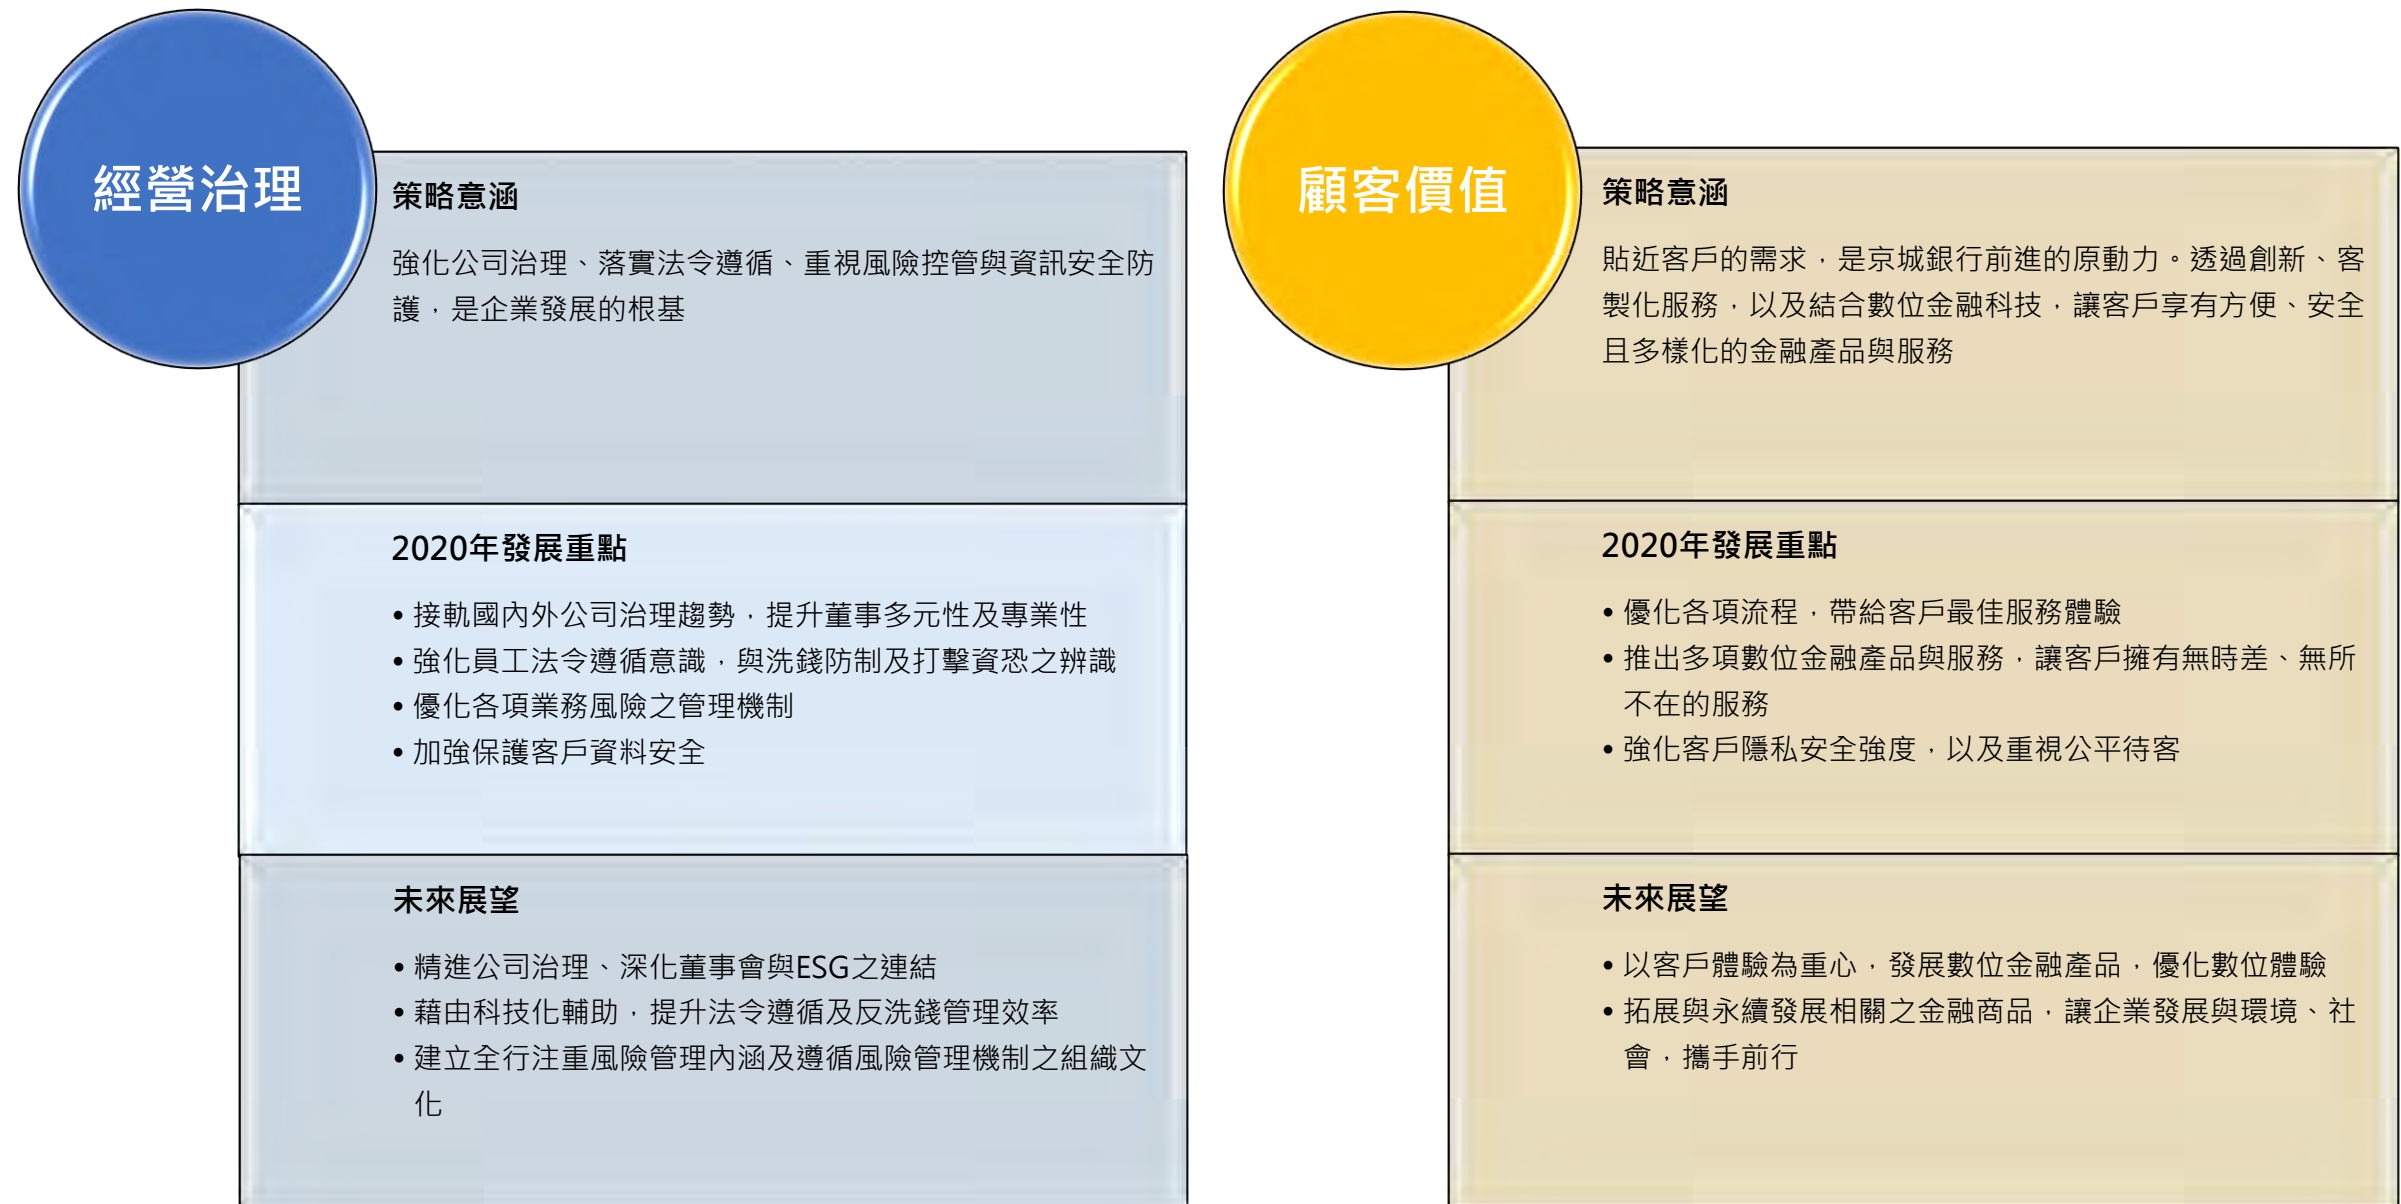 經營治理
策略意涵
強化公司治理、落實法令遵循、重視風險控管與資訊安全防
護，是企業發展的根基
2020年發展重點
• 接軌國內外公司治理趨勢，提升董事多元性及專業性
• 強化員工法令遵循意識，與洗錢防制及打擊資恐之辨識
• 優化各項業務風險之管理機制
• 加強保護客戶資料安全
未來展望
• 精進公司治理、深化董事會與ESG之連結
• 藉由科技化輔助，提升法令遵循及反洗錢管理效率
• 建立全行注重風險管理內涵及遵循風險管理機制之組織文
化
顧客價值
策略意涵
貼近客戶的需求，是京城銀行前進的原動力。透過創新、客
製化服務，以及結合數位金融科技，讓客戶享有方便、安全
且多樣化的金融產品與服務
2020年發展重點
• 優化各項流程，帶給客戶最佳服務體驗
• 推出多項數位金融產品與服務，讓客戶擁有無時差、無所
不在的服務
• 強化客戶隱私安全強度，以及重視公平待客
未來展望
• 以客戶體驗為重心，發展數位金融產品，優化數位體驗
• 拓展與永續發展相關之金融商品，讓企業發展與環境、社
會，攜手前行